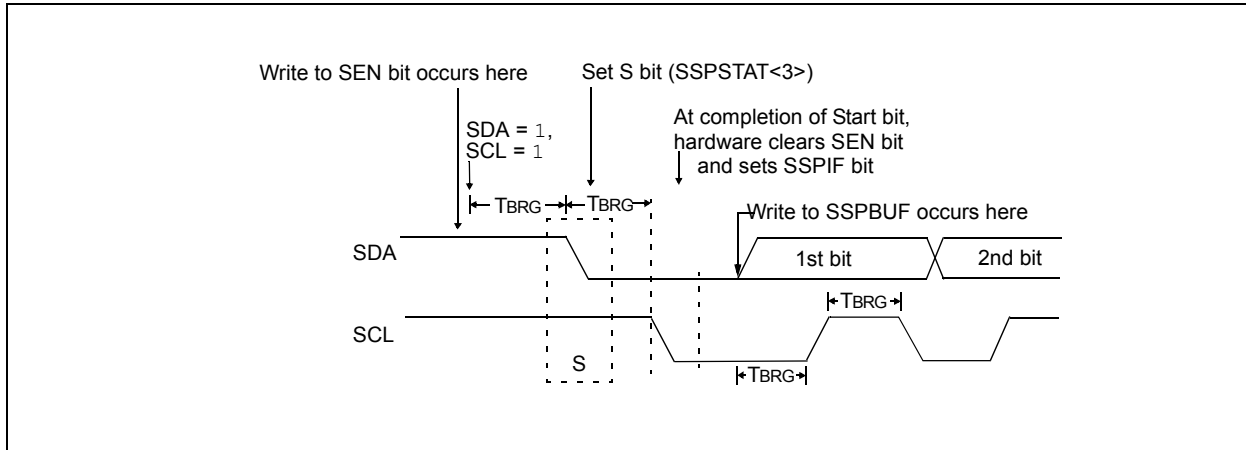 Write to SEN bit occurs here
Set S bit (SSPSTAT<3>)
SDA = 1,
SCL = 1
At completion of Start bit,
hardware clears SEN bit
and sets SSPIF bit
TBRG
TBRG
Write to SSPBUF occurs here
SDA
1st bit
2nd bit
TBRG
SCL
S
TBRG